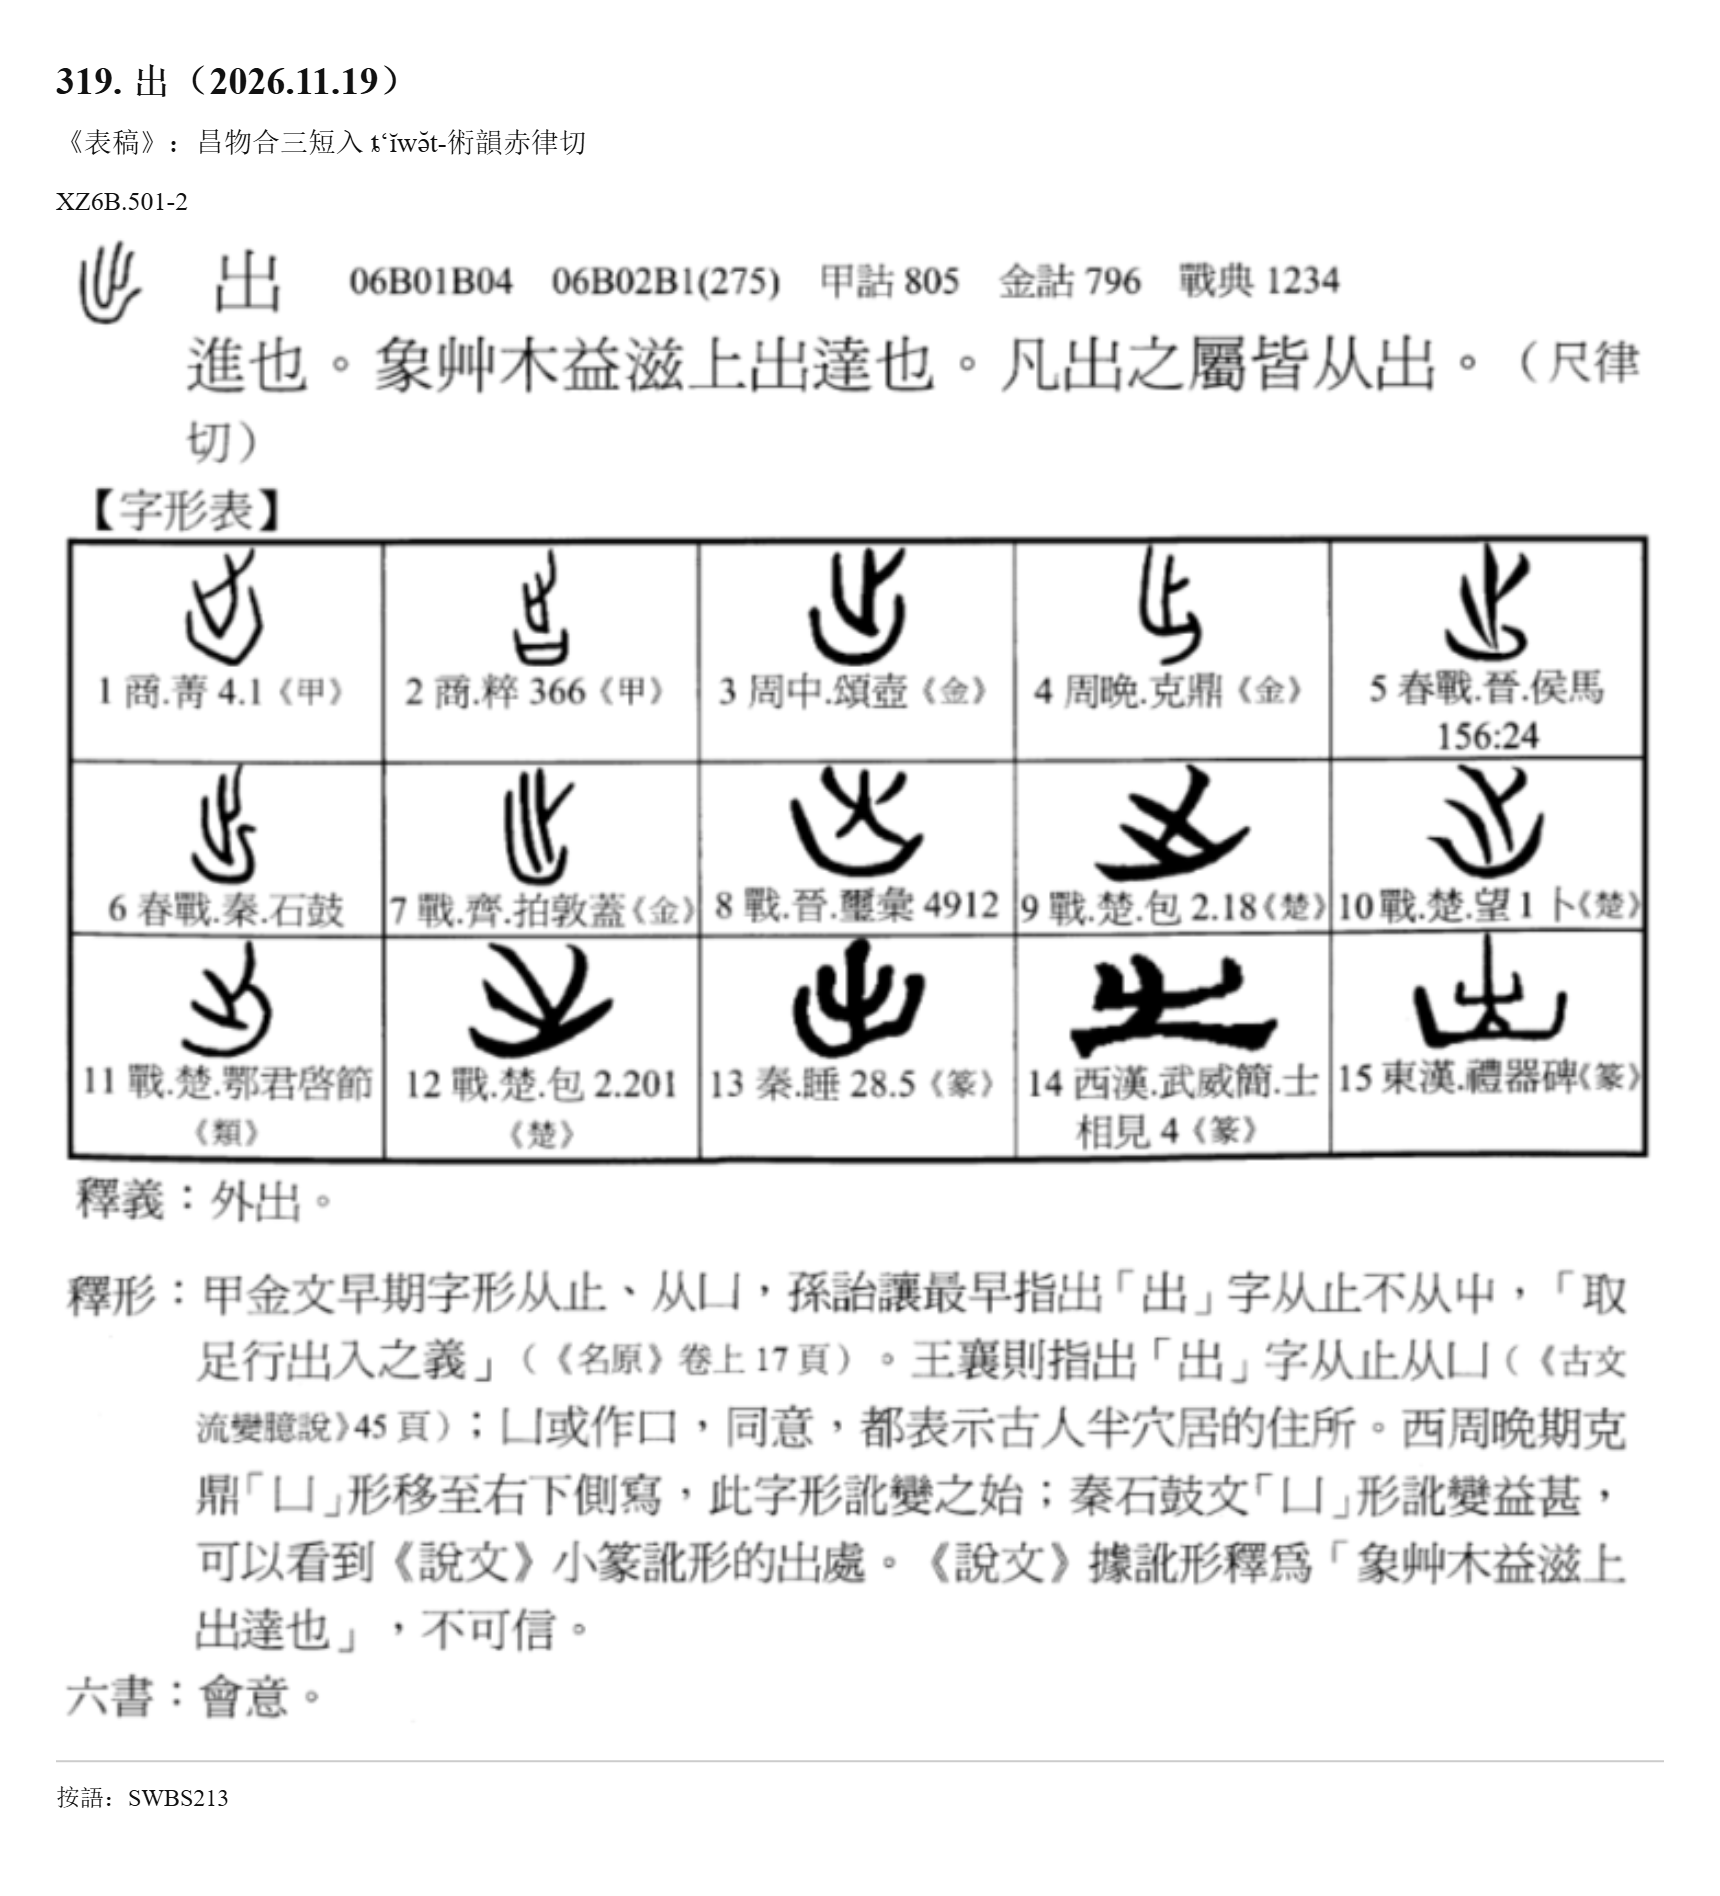 319. 出（2026.11.19）
《表稿》：昌物合三短入 ȶʻĭwə̆t-術韻赤律切
XZ6B.501-2
出 06B01B04 06B02B1(275) 甲詁 805 金詁 796 戰典 1234
進也。象艸木益滋上出達也。凡出之屬皆从出。（尺律
切）
【字形表】
1 商.菁 4.1《甲》
2 商.粹 366《甲》
3 周中.頌壺《金》
4 周晚.克鼎《金》
5 春戰.晉.侯馬
156:24
6 春戰.秦.石鼓
7 戰.齊.拍敦蓋《金》
8 戰.晉.璽彙 4912
9 戰.楚.包 2.18《楚》
10 戰.楚.望 1 卜《楚》
11 戰.楚.鄂君啓節
《類》
12 戰.楚.包 2.201
《楚》
13 秦.睡 28.5《篆》
14 西漢.武威簡.士
相見 4《篆》
15 東漢.禮器碑《篆》
釋義：外出。
釋形：甲金文早期字形从止、从凵，孫詒讓最早指出「出」字从止不从屮，「取
足行出入之義」（《名原》卷上 17 頁）。王襄則指出「出」字从止从凵（《古文
流變臆說》45 頁）；凵或作口，同意，都表示古人半穴居的住所。西周晚期克
鼎「凵」形移至右下側寫，此字形訛變之始；秦石鼓文「凵」形訛變益甚，
可以看到《說文》小篆訛形的出處。《說文》據訛形釋爲「象艸木益滋上
出達也」，不可信。
六書：會意。
按語：SWBS213